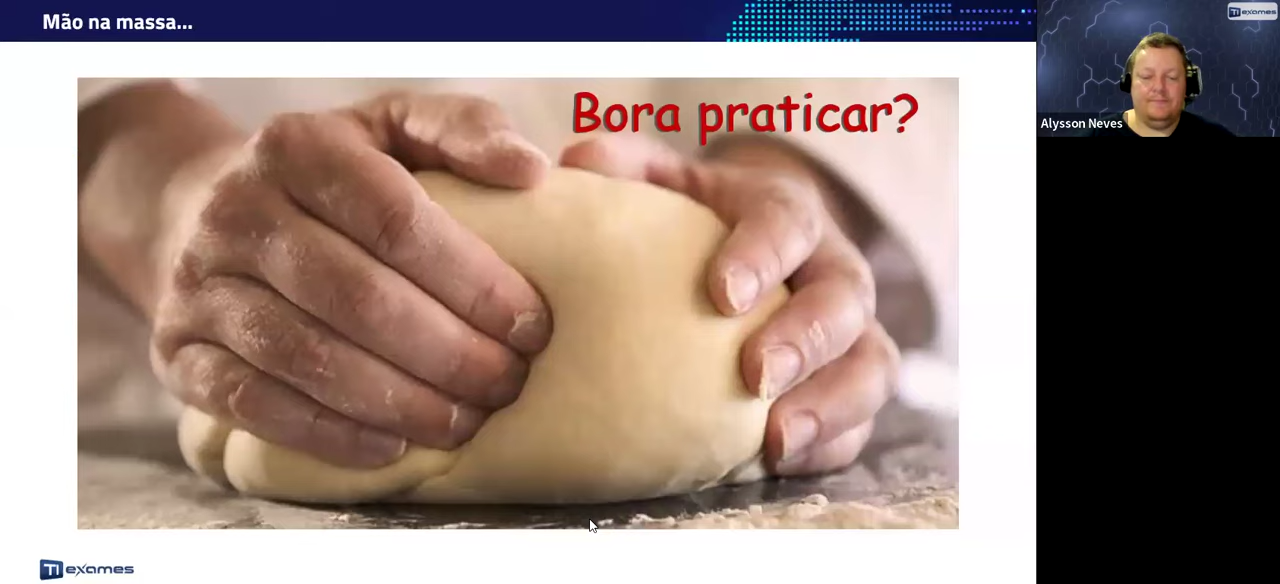 Mão na massa...
Bora praticar?
TI exames
Alysson Neves
TI exames